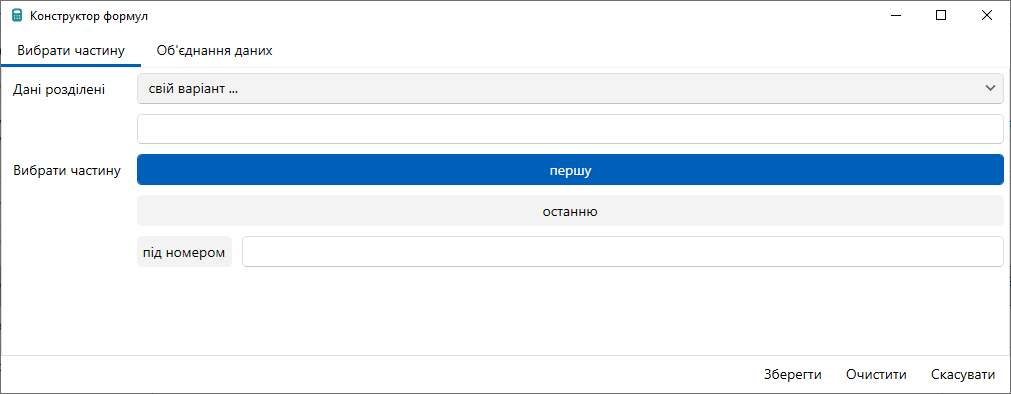 Конструктор формул
Вибрати частину Об'єднання даних
Дані розділені свій варіант ...
Вибрати частину першу
останню
під номером
Зберегти Очистити Скасувати